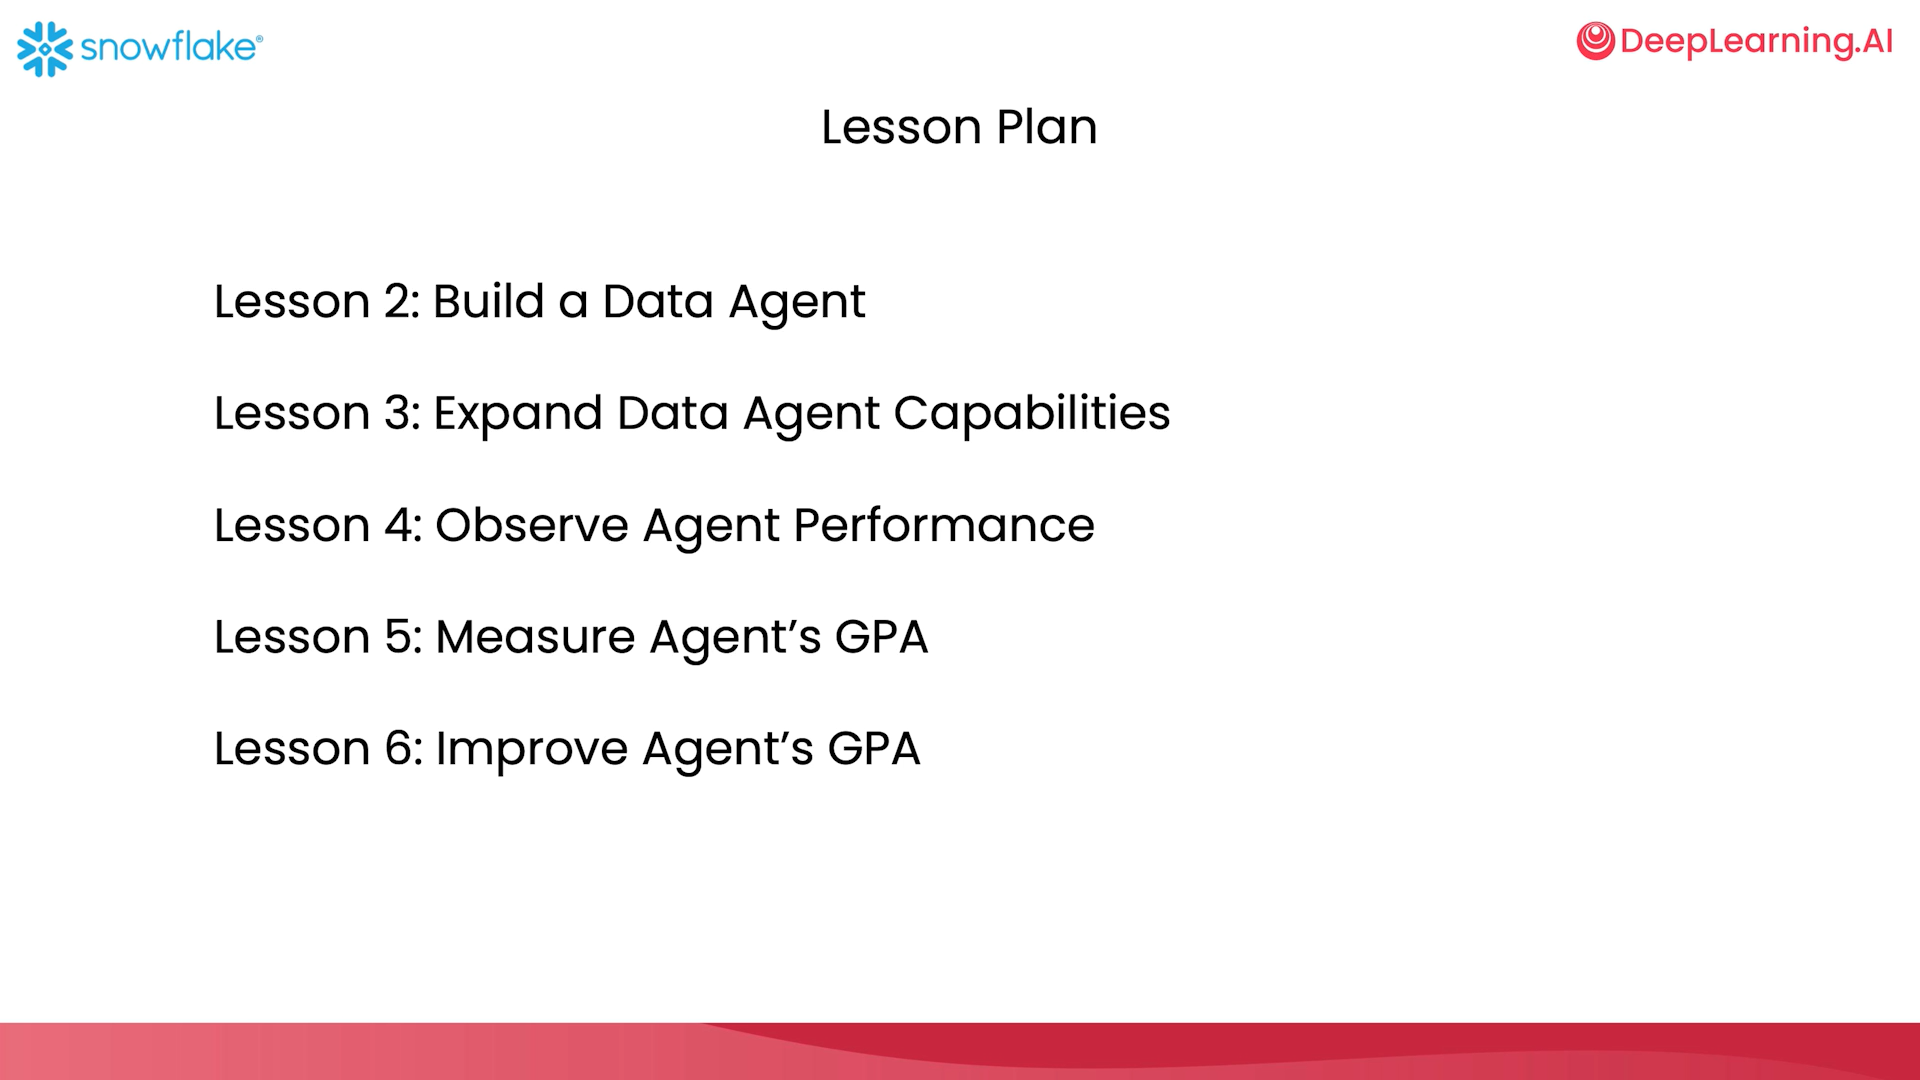 snowflake®
DeepLearning.AI
Lesson Plan
Lesson 2: Build a Data Agent
Lesson 3: Expand Data Agent Capabilities
Lesson 4: Observe Agent Performance
Lesson 5: Measure Agent’s GPA
Lesson 6: Improve Agent’s GPA